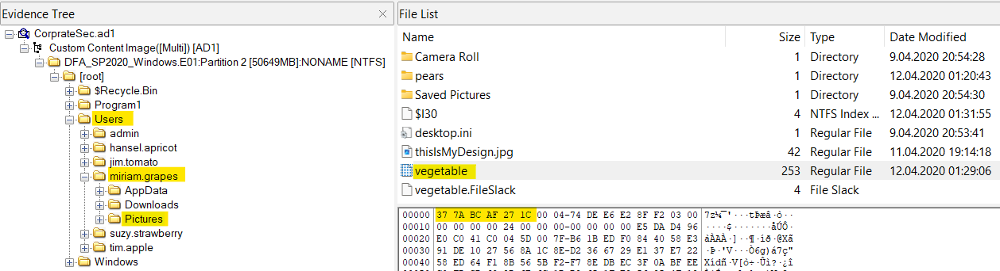 Evidence Tree
CorprateSec.ad1
Custom Content Image([Multi]) [AD1]
DFA_SP2020_Windows.E01:Partition 2 [50649MB]:NONAME [NTFS]
[root]
$Recycle.Bin
Program1
Users
admin
hansel.apricot
jim.tomato
miriam.grapes
AppData
Downloads
Pictures
suzy.strawberry
tim.apple
Windows
File List
Name Size Type Date Modified
Camera Roll 1 Directory 9.04.2020 20:54:28
pears 1 Directory 12.04.2020 01:20:43
Saved Pictures 1 Directory 9.04.2020 20:54:30
$I30 4 NTFS Index ... 12.04.2020 01:31:55
desktop.ini 1 Regular File 9.04.2020 20:53:41
thisIsMyDesign.jpg 42 Regular File 11.04.2020 19:14:18
vegetable 253 Regular File 12.04.2020 01:29:06
vegetable.FileSlack 4 File Slack
00000 37 7A BC AF 27 1C 00 04-74 DE E6 E2 8F F2 03 00 7z¼¯'···tÞæâ·ò··
00010 00 00 00 00 24 00 00 00-00 00 00 00 E5 DA D4 96 ····$·······åÚÔ·
00020 E0 C0 41 C0 04 5D 00 7F-B6 1B ED F0 84 40 58 E3 àÀAÀ·]··¶·íð·@Xã
00030 91 DE 10 27 56 8A 1C 8E-D2 36 67 29 E1 37 E7 22 ·Þ·'V···Ò6g)á7ç"
00040 58 ED 64 F1 8B 56 5B F2-F7 8E DB EC 3F 0A BF EE Xídñ·V[ò÷·Ûì?·¿î